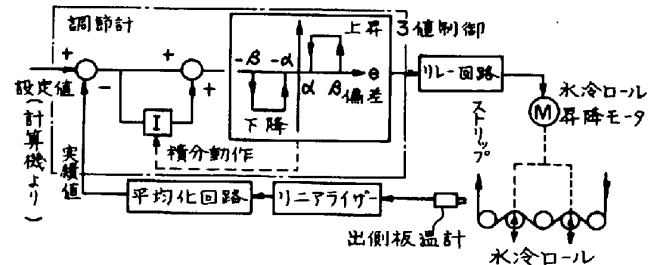 調節計
上昇 3値制御
+
+
-
+
設定値
(計算機より)
実績値
I
積分動作
-β -α
α β e
偏差
下降
リレー回路
M
水冷ロール
昇降モータ
ストリップ
平均化回路
リニアライザー
出側板温計
水冷ロール